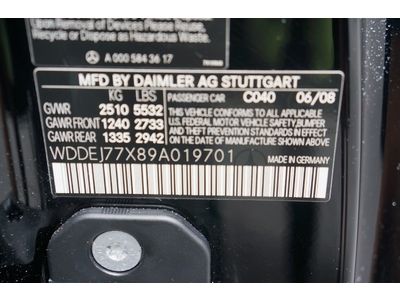 Upon Removal of Device Please
Recycle or Dispose as Hazardous Waste.
A 000 584 36 17
MFD BY DAIMLER AG STUTTGART
KG LBS PASSENGER CAR C040 06/08
GVWR 2510 5532 THIS VEHICLE CONFORMS TO ALL APPLICABLE
GAWR FRONT 1240 2733 U.S. FEDERAL MOTOR VEHICLE SAFETY, BUMPER
GAWR REAR 1335 2942 AND THEFT PREVENTION STANDARDS IN EFFECT
ON THE DATE OF MANUFACTURE SHOWN ABOVE
WDDEJ77X89A019701 MADE IN GERMANY